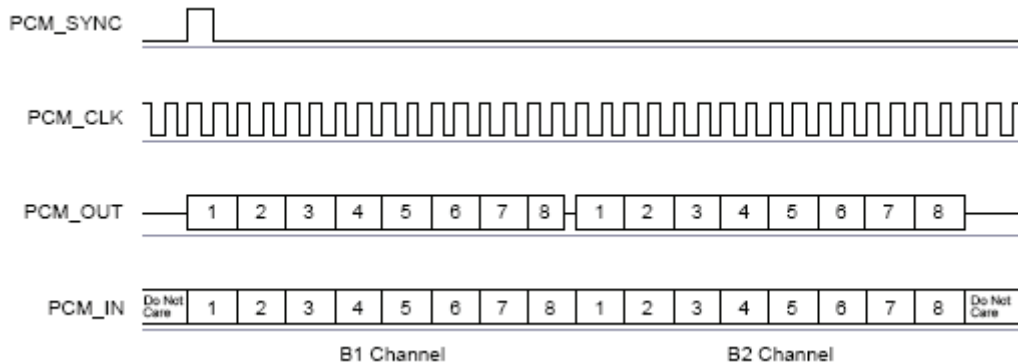 PCM_SYNC
PCM_CLK
PCM_OUT 1 2 3 4 5 6 7 8 1 2 3 4 5 6 7 8
PCM_IN Do Not Care 1 2 3 4 5 6 7 8 1 2 3 4 5 6 7 8 Do Not Care
B1 Channel B2 Channel